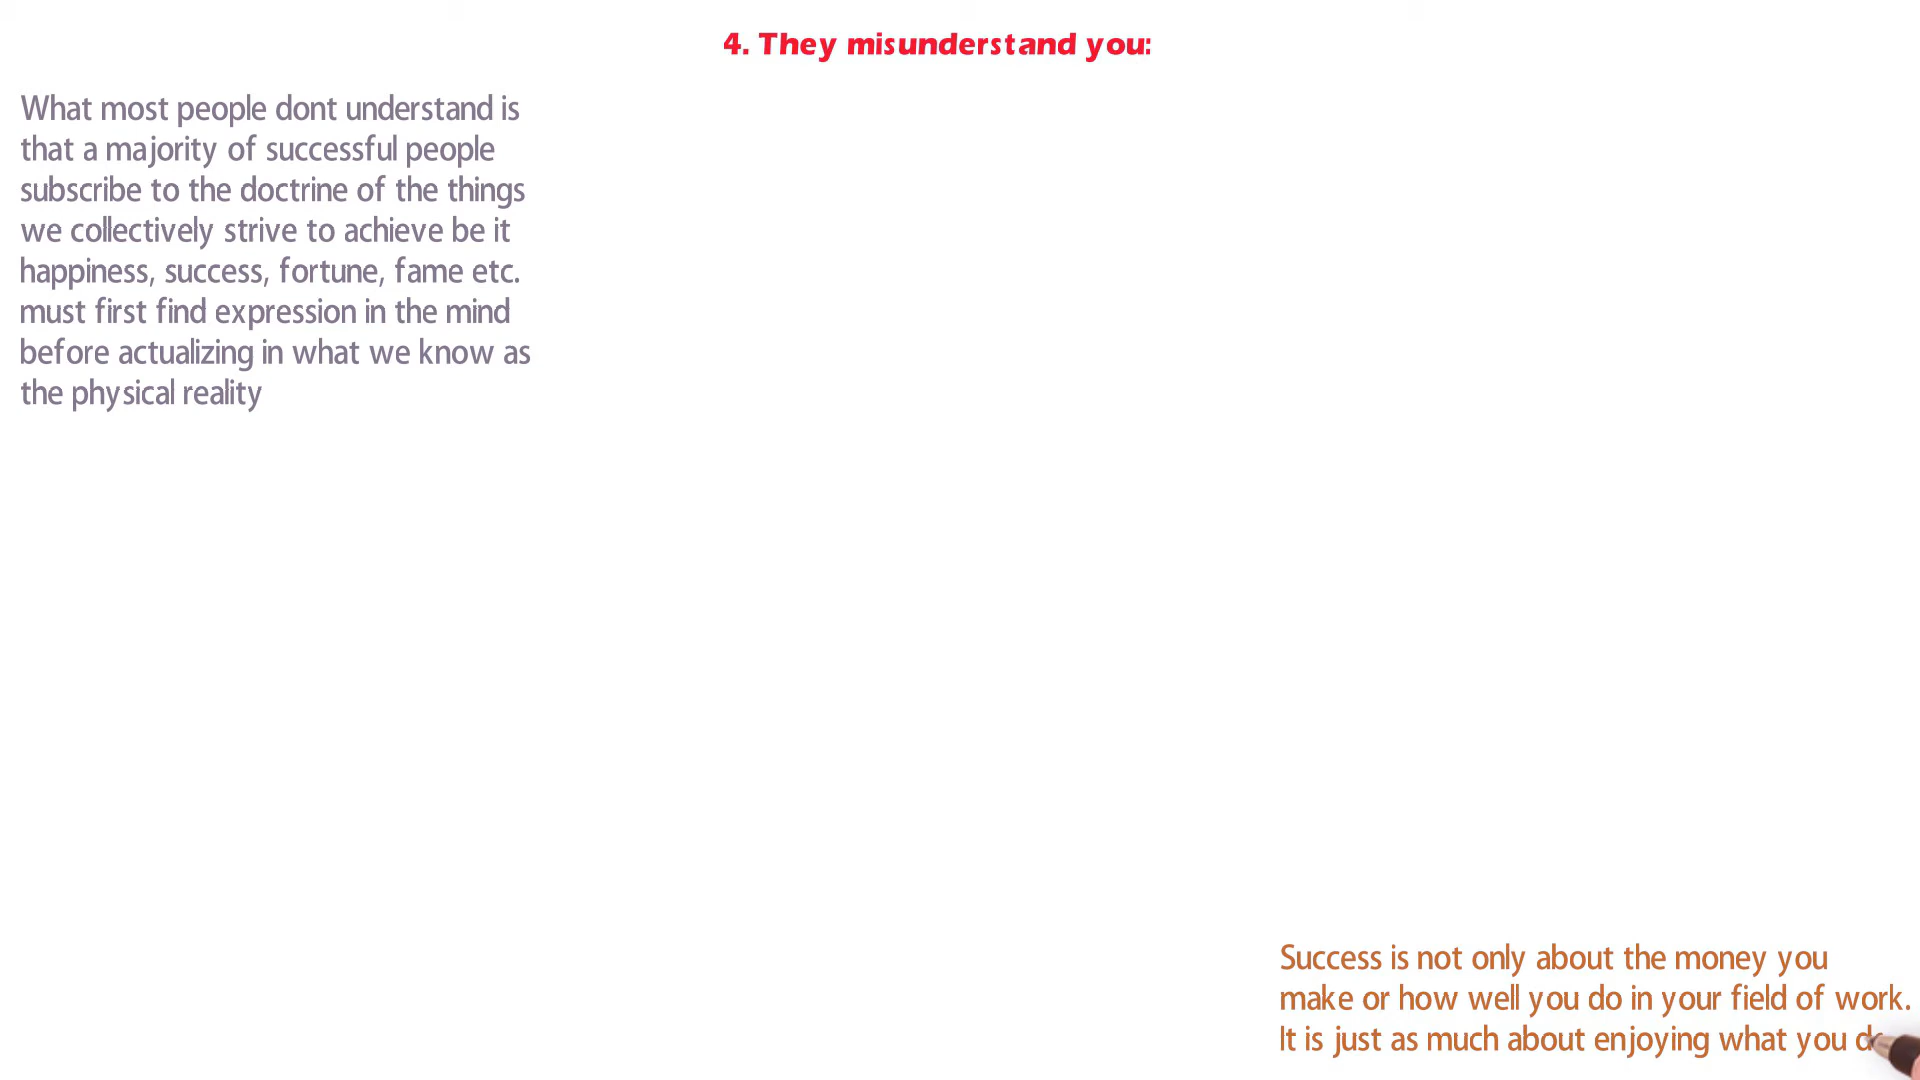 4. They misunderstand you:
What most people dont understand is
that a majority of successful people
subscribe to the doctrine of the things
we collectively strive to achieve be it
happiness, success, fortune, fame etc.
must first find expression in the mind
before actualizing in what we know as
the physical reality
Success is not only about the money you
make or how well you do in your field of work.
It is just as much about enjoying what you